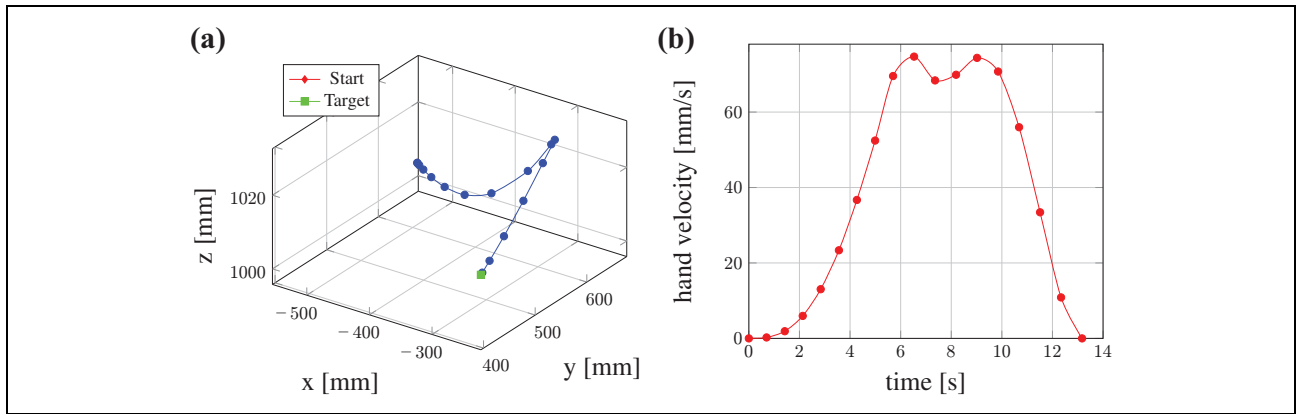 (a)
Start
Target
1020
1000
z [mm]
−500
−400
−300
x [mm]
400
500
600
y [mm]
(b)
60
40
20
0
hand velocity [mm/s]
0 2 4 6 8 10 12 14
time [s]